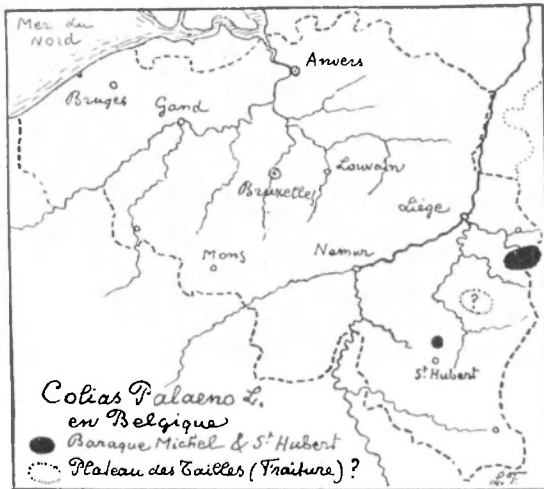 Mer du
Nord
Anvers
Bruges
Gand
Louvain
Bruxelles
Liége
Mons
Namur
?
St Hubert
Colias Palaeno L.
en Belgique
Baraque Michel & St Hubert
Plateau des Tailles (Fraiture) ?
L.F.